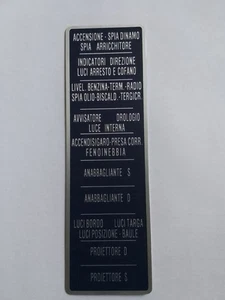 ACCENSIONE - SPIA DINAMO
SPIA ARRICCHITORE
INDICATORI DIREZIONE
LUCI ARRESTO E COFANO
LIVEL. BENZINA-TERM.-RADIO
SPIA OLIO-BISCALD.-TERGICR.
AVVISATORE OROLOGIO
LUCE INTERNA
ACCENDISIGARO-PRESA CORR.
FENDINEBBIA
ANABBAGLIANTE S
ANABBAGLIANTE D
LUCI BORDO LUCI TARGA
LUCI POSIZIONE - BAULE
PROIETTORE D
PROIETTORE S